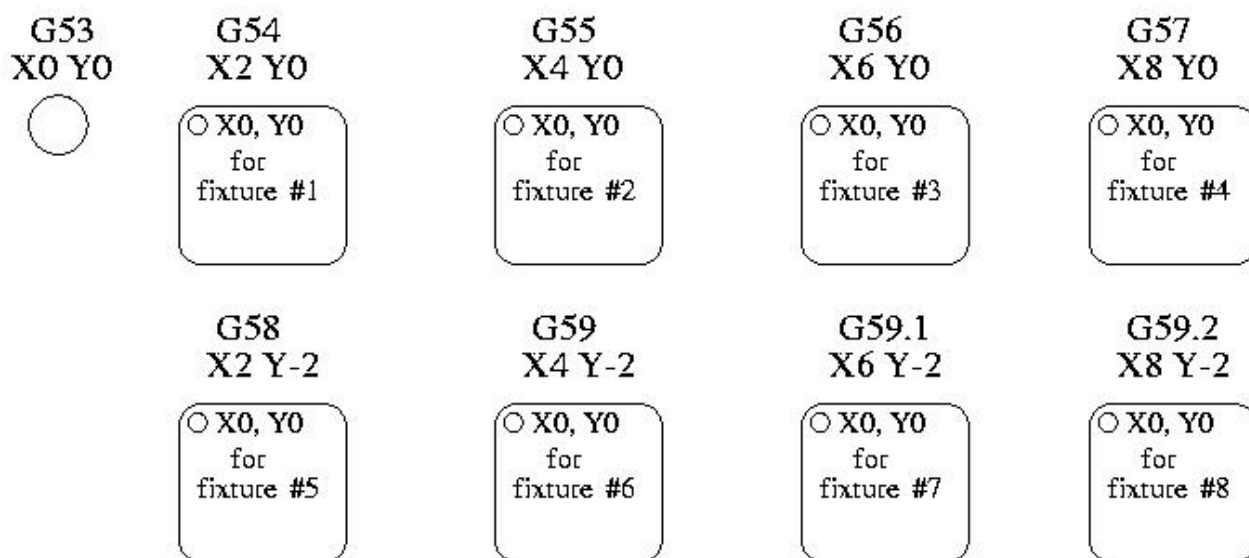 G53 G54 G55 G56 G57
X0 Y0 X2 Y0 X4 Y0 X6 Y0 X8 Y0
X0, Y0 X0, Y0 X0, Y0 X0, Y0
for for for for
fixture #1 fixture #2 fixture #3 fixture #4
G58 G59 G59.1 G59.2
X2 Y-2 X4 Y-2 X6 Y-2 X8 Y-2
X0, Y0 X0, Y0 X0, Y0 X0, Y0
for for for for
fixture #5 fixture #6 fixture #7 fixture #8